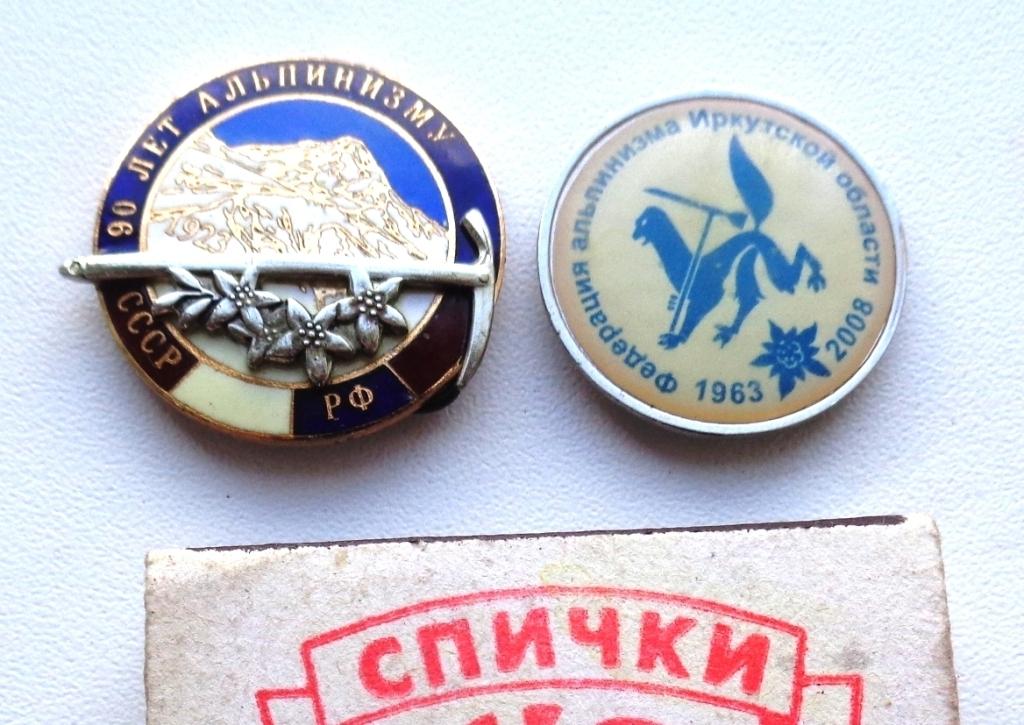 90 ЛЕТ АЛЬПИНИЗМУ
1923
СССР
РФ
Федерация альпинизма Иркутской области
1963
2008
СПИЧКИ